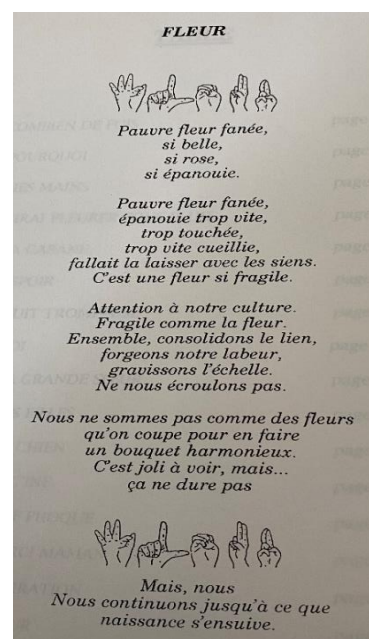 FLEUR
Pauvre fleur fanée,
si belle,
si rose,
si épanouie.
Pauvre fleur fanée,
épanouie trop vite,
trop touchée,
trop vite cueillie,
fallait la laisser avec les siens.
C'est une fleur si fragile.
Attention à notre culture.
Fragile comme la fleur.
Ensemble, consolidons le lien,
forgeons notre labeur,
gravissons l'échelle.
Ne nous écroulons pas.
Nous ne sommes pas comme des fleurs
qu'on coupe pour en faire
un bouquet harmonieux.
C'est joli à voir, mais...
ça ne dure pas
Mais, nous
Nous continuons jusqu'à ce que
naissance s'ensuive.